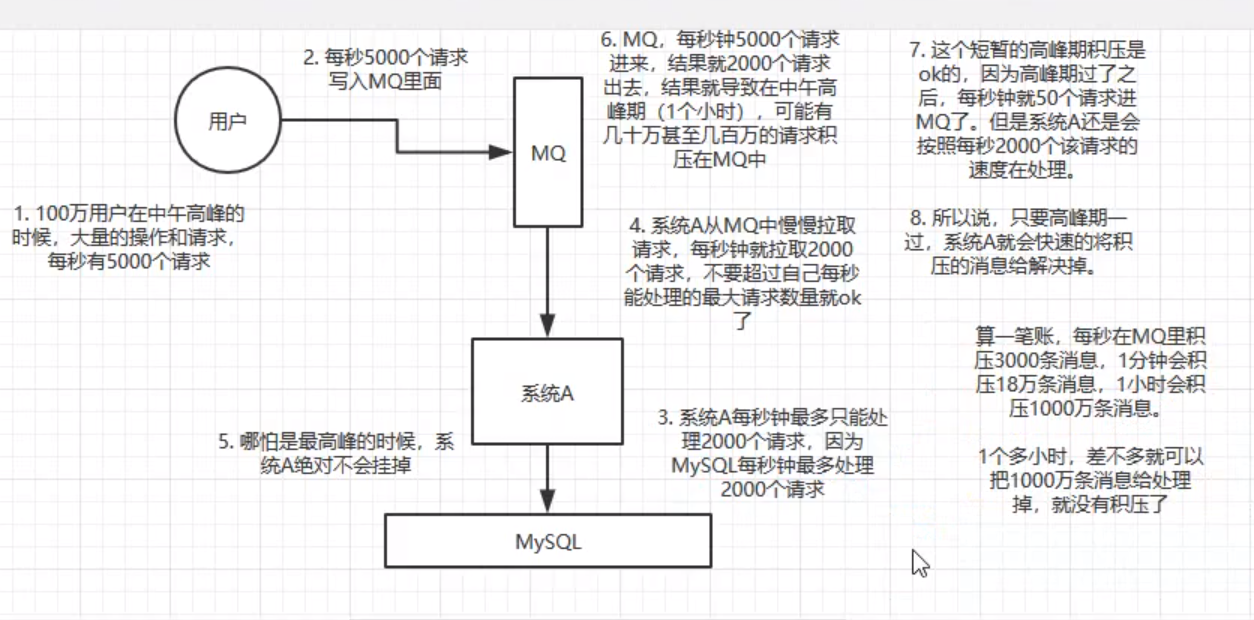 2. 每秒5000个请求
写入MQ里面
用户
MQ
1. 100万用户在中午高峰的
时候，大量的操作和请求，
每秒有5000个请求
6. MQ，每秒钟5000个请求
进来，结果就2000个请求
出去，结果就导致在中午高
峰期（1个小时），可能有
几十万甚至几百万的请求积
压在MQ中
7. 这个短暂的高峰期积压是
ok的，因为高峰期过了之
后，每秒钟就50个请求进
MQ了。但是系统A还是会
按照每秒2000个该请求的
速度在处理。
4. 系统A从MQ中慢慢拉取
请求，每秒钟就拉取2000
个请求，不要超过自己每秒
能处理的最大请求数量就ok
了
8. 所以说，只要高峰期一
过，系统A就会快速的将积
压的消息给解决掉。
系统A
算一笔账，每秒在MQ里积
压3000条消息，1分钟会积
压18万条消息，1小时会积
压1000万条消息。
5. 哪怕是最高峰的时候，系
统A绝对不会挂掉
3. 系统A每秒钟最多只能处
理2000个请求，因为
MySQL每秒钟最多处理
2000个请求
1个多小时，差不多就可以
把1000万条消息给处理
掉，就没有积压了
MySQL